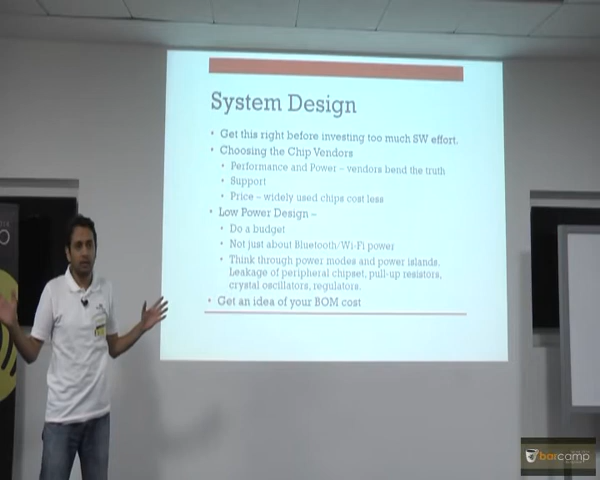 System Design
• Get this right before investing too much SW effort.
• Choosing the Chip Vendors
• Performance and Power – vendors bend the truth
• Support
• Price – widely used chips cost less
• Low Power Design –
• Do a budget
• Not just about Bluetooth/Wi-Fi power
• Think through power modes and power islands.
Leakage of peripheral chipset, pull-up resistors,
crystal oscillators, regulators.
• Get an idea of your BOM cost
barcamp